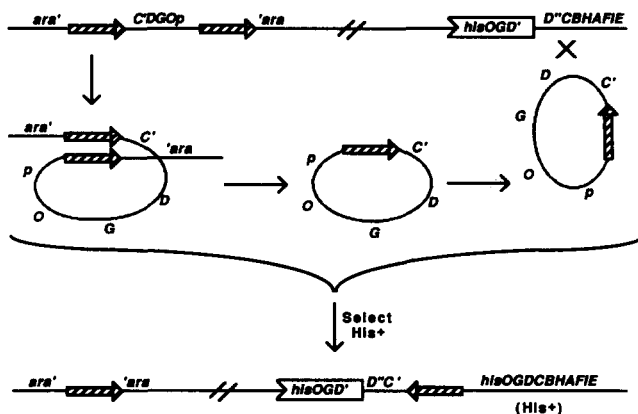 ara' C'DGOp 'ara hisOGD' D"CBHAFIE
D C'
G
O
p
ara' C' 'ara
p
O
G
D
p C'
O
G
D
Select
His+
ara' 'ara hisOGD' D"C' hisOGDCBHAFIE
(His+)